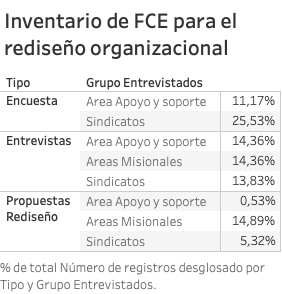 Inventario de FCE para el
rediseño organizacional
Tipo Grupo Entrevistados
Encuesta Area Apoyo y soporte 11,17%
Sindicatos 25,53%
Entrevistas Area Apoyo y soporte 14,36%
Areas Misionales 14,36%
Sindicatos 13,83%
Propuestas Area Apoyo y soporte 0,53%
Rediseño Areas Misionales 14,89%
Sindicatos 5,32%
% de total Número de registros desglosado por
Tipo y Grupo Entrevistados.